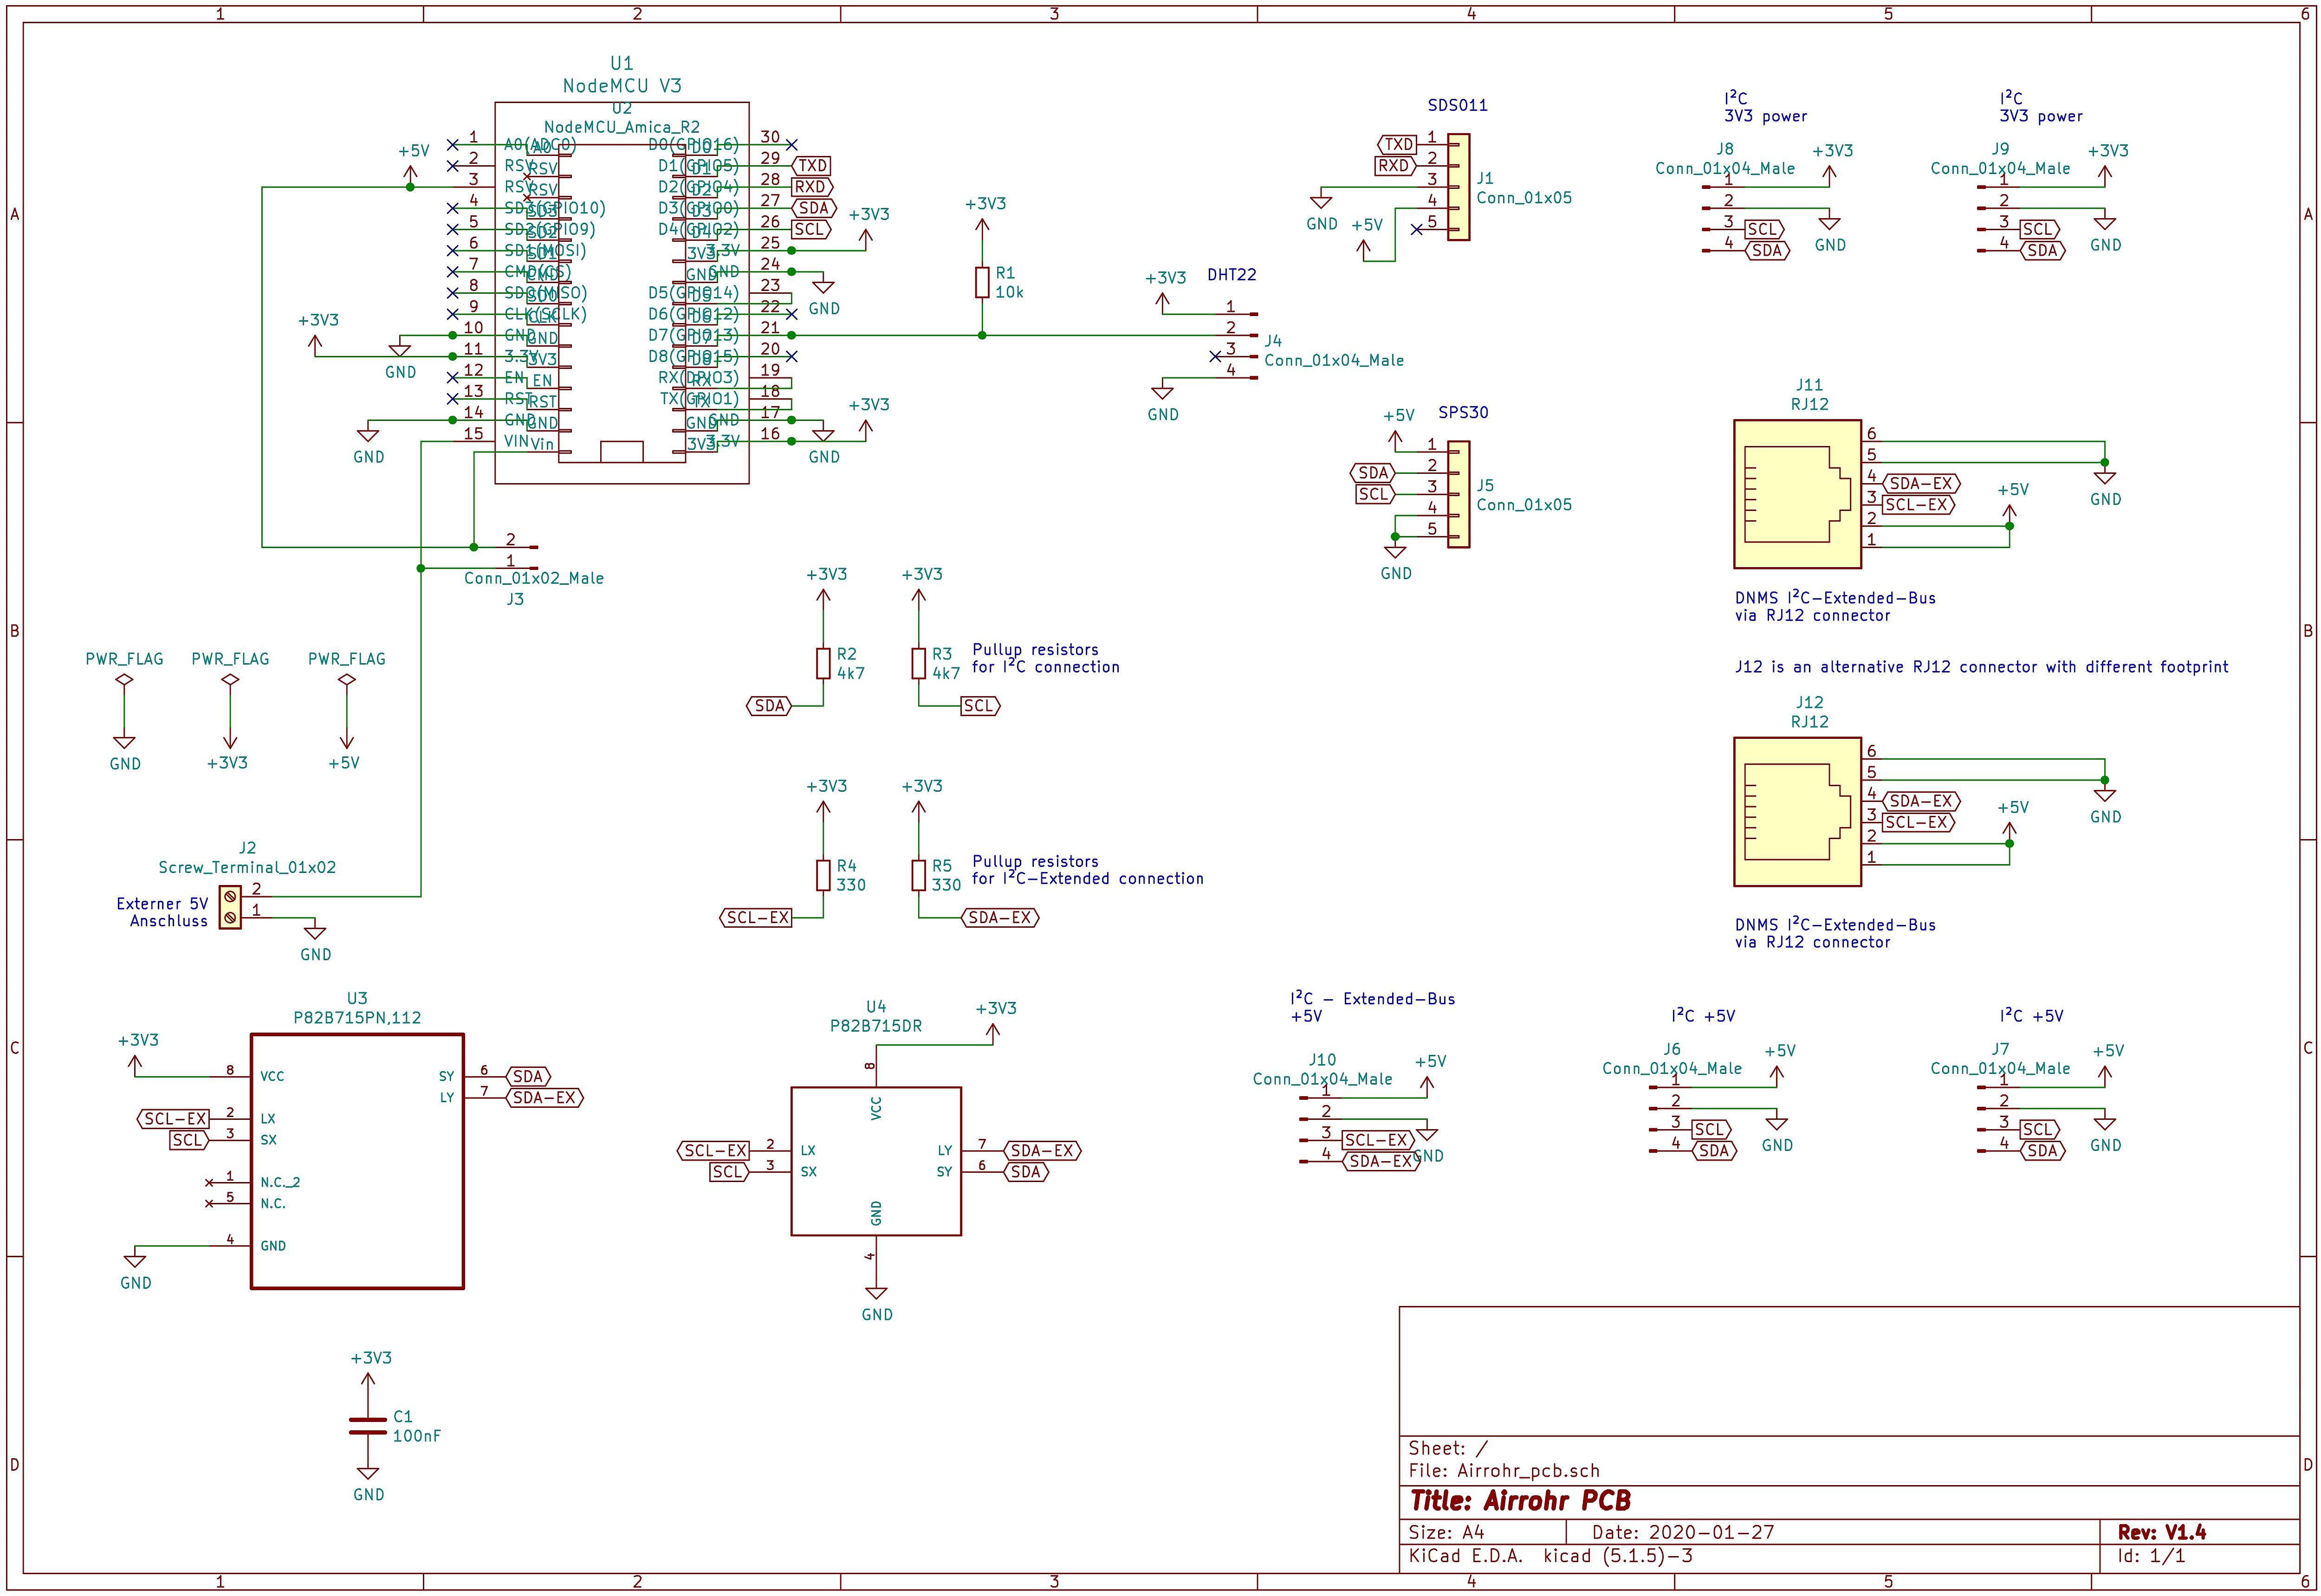 1 2 3 4 5 6
A
B
C
D
U1
NodeMCU V3
U2
NodeMCU_Amica_R2
1 A0(ADC0) A0
2 RSV RSV
3 RSV RSV
4 SD3(GPIO10) SD3
5 SD2(GPIO9) SD2
6 SD1(MOSI) SD1
7 CMD(CS) CMD
8 SD0(MISO) SD0
9 CLK(SCLK) CLK
10 GND GND
11 3.3V 3V3
12 EN EN
13 RST RST
14 GND GND
15 VIN Vin
D0(GPIO16) D0 30
D1(GPIO5) D1 29 TXD
D2(GPIO4) D2 28 RXD
D3(GPIO0) D3 27 SDA
D4(GPIO2) D4 26 SCL
3.3V 3V3 25
GND GND 24
D5(GPIO14) D5 23
D6(GPIO12) D6 22
D7(GPIO13) D7 21
D8(GPIO15) D8 20
RX(DPIO3) RX 19
TX(GPIO1) TX 18
GND GND 17
3.3V 3V3 16
+5V
+3V3
GND
GND
+3V3
GND
+3V3
GND
+3V3
R1
10k
2
1
Conn_01x02_Male
J3
DHT22
+3V3
1
2
3
4
J4
Conn_01x04_Male
GND
SDS011
TXD 1
RXD 2
3
4
5
J1
Conn_01x05
GND
+5V
SPS30
+5V
1
SDA 2
SCL 3
4
5
J5
Conn_01x05
GND
I²C
3V3 power
J8
Conn_01x04_Male
+3V3
1
2
3 SCL
4 SDA
GND
I²C
3V3 power
J9
Conn_01x04_Male
+3V3
1
2
3 SCL
4 SDA
GND
J11
RJ12
6
5
4 SDA-EX
3 SCL-EX
2
1
+5V
GND
DNMS I²C-Extended-Bus
via RJ12 connector
J12 is an alternative RJ12 connector with different footprint
J12
RJ12
6
5
4 SDA-EX
3 SCL-EX
2
1
+5V
GND
DNMS I²C-Extended-Bus
via RJ12 connector
PWR_FLAG PWR_FLAG PWR_FLAG
GND +3V3 +5V
+3V3 +3V3
R2
4k7
R3
4k7
Pullup resistors
for I²C connection
SDA SCL
+3V3 +3V3
R4
330
R5
330
Pullup resistors
for I²C-Extended connection
SCL-EX SDA-EX
J2
Screw_Terminal_01x02
Externer 5V
Anschluss
2
1
GND
U3
P82B715PN,112
+3V3
8 VCC
SCL-EX 2 LX
SCL 3 SX
1 N.C._2
5 N.C.
4 GND
SY 6 SDA
LY 7 SDA-EX
GND
U4
P82B715DR
+3V3
8
VCC
SCL-EX 2 LX
SCL 3 SX
LY 7 SDA-EX
SY 6 SDA
GND
4
GND
I²C - Extended-Bus
+5V
J10
Conn_01x04_Male
+5V
1
2
3 SCL-EX
4 SDA-EX
GND
I²C +5V
J6
Conn_01x04_Male
+5V
1
2
3 SCL
4 SDA
GND
I²C +5V
J7
Conn_01x04_Male
+5V
1
2
3 SCL
4 SDA
GND
+3V3
C1
100nF
GND
Sheet: /
File: Airrohr_pcb.sch
Title: Airrohr PCB
Size: A4 Date: 2020-01-27 Rev: V1.4
KiCad E.D.A. kicad (5.1.5)-3 Id: 1/1
A
B
C
D
1 2 3 4 5 6